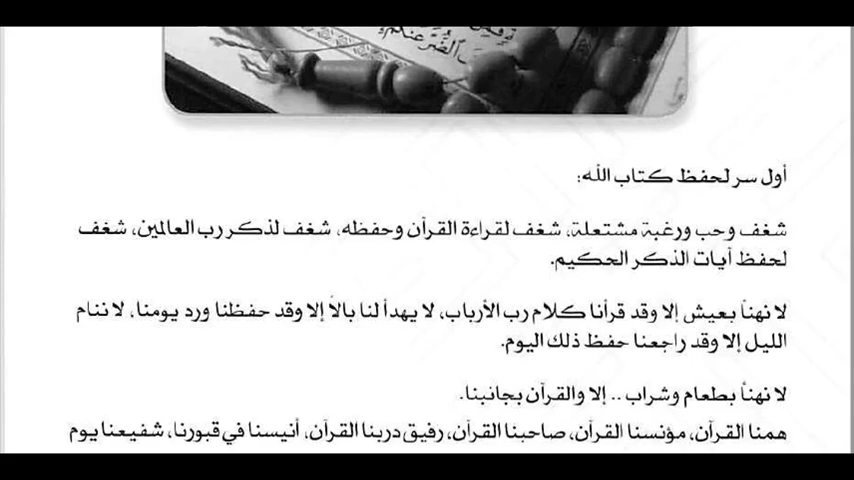 الضر عنكم
أول سر لحفظ كتاب الله:
شغف وحب ورغبة مشتعلة، شغف لقراءة القرآن وحفظه، شغف لذكر رب العالمين، شغف
لحفظ آيات الذكر الحكيم.
لا نهنأ بعيش إلا وقد قرأنا كلام رب الأرباب، لا يهدأ لنا بالاً إلا وقد حفظنا ورد يومنا، لا ننام
الليل إلا وقد راجعنا حفظ ذلك اليوم.
لا نهنأ بطعام وشراب .. إلا والقرآن بجانبنا.
همنا القرآن، مؤنسنا القرآن، صاحبنا القرآن، رفيق دربنا القرآن، أنيسنا في قبورنا، شفيعنا يوم